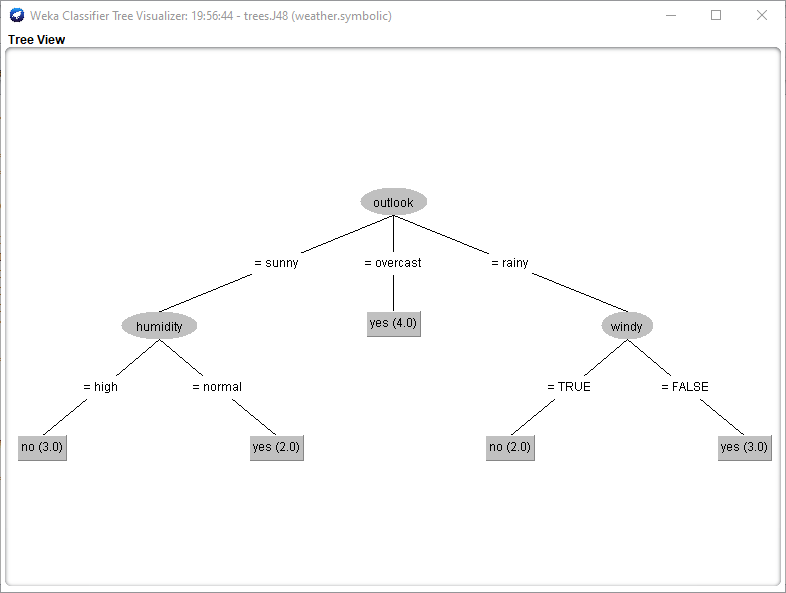 Weka Classifier Tree Visualizer: 19:56:44 - trees.J48 (weather.symbolic)
Tree View
outlook
= sunny
= overcast
= rainy
humidity
yes (4.0)
windy
= high
= normal
= TRUE
= FALSE
no (3.0)
yes (2.0)
no (2.0)
yes (3.0)